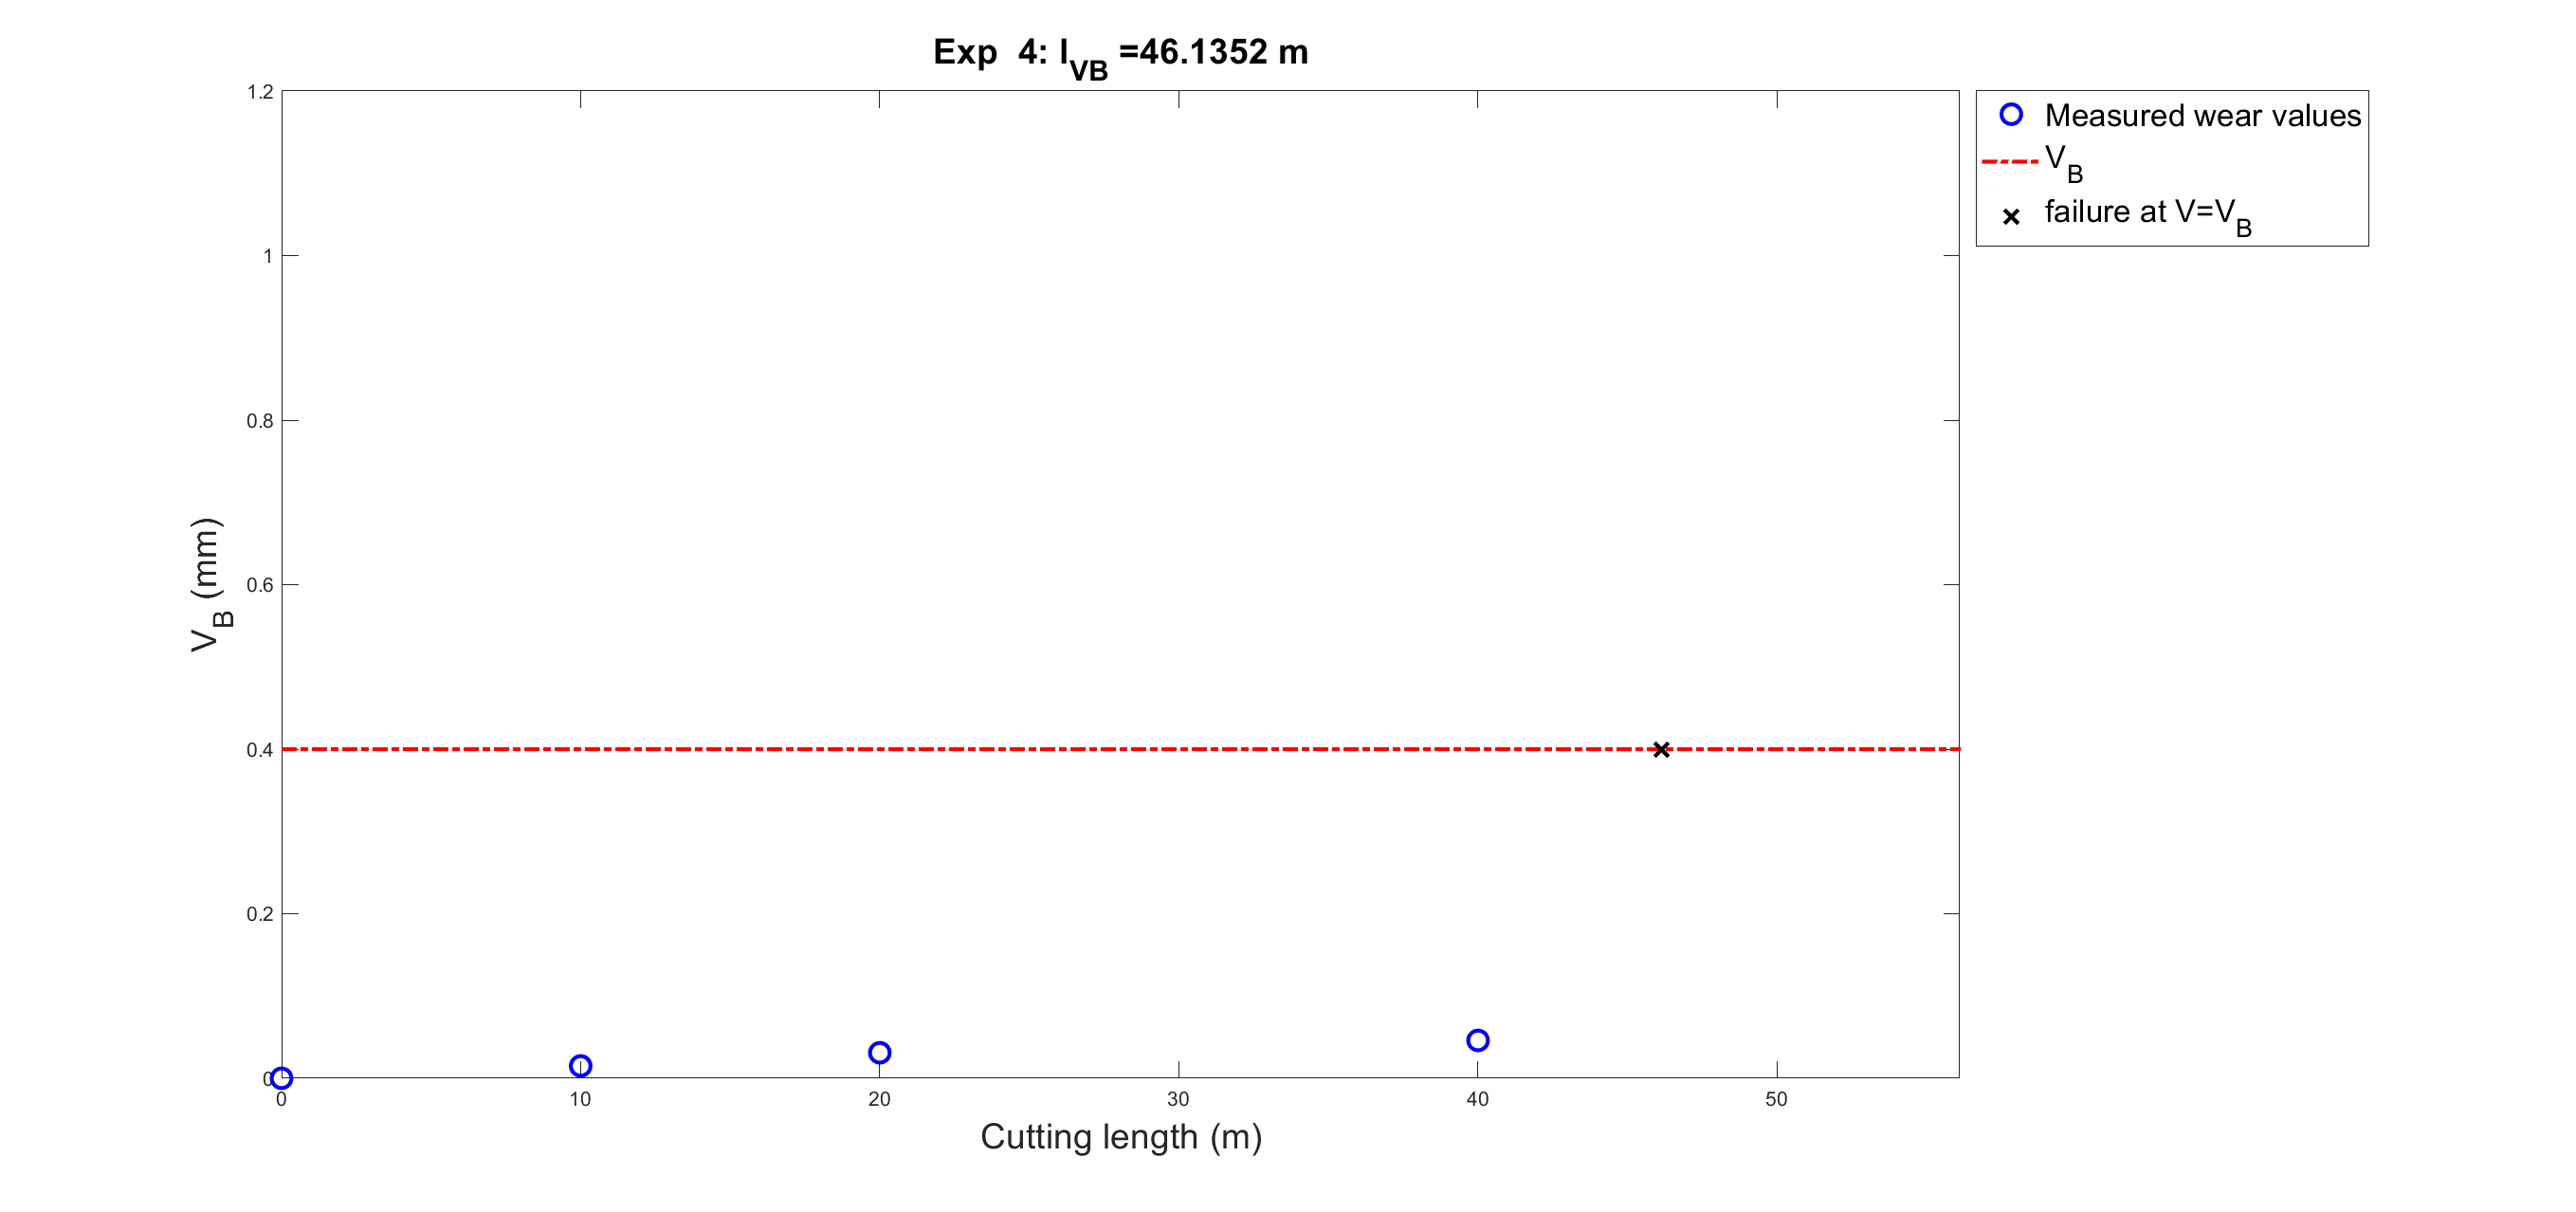 Exp  4: l_VB =46.1352 m
1.2
1
0.8
0.6
0.4
0.2
0
V_B (mm)
0 10 20 30 40 50
Cutting length (m)
Measured wear values
V_B
failure at V=V_B